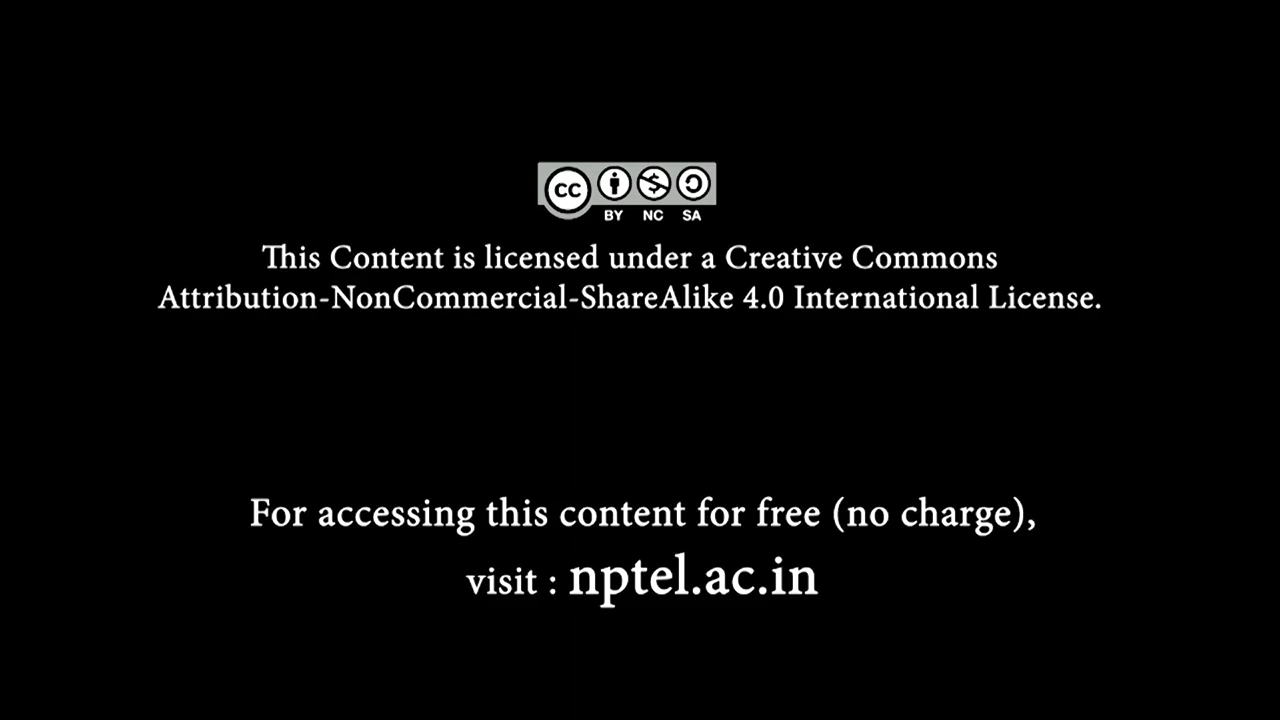 cc
BY NC SA
This Content is licensed under a Creative Commons
Attribution-NonCommercial-ShareAlike 4.0 International License.
For accessing this content for free (no charge),
visit : nptel.ac.in